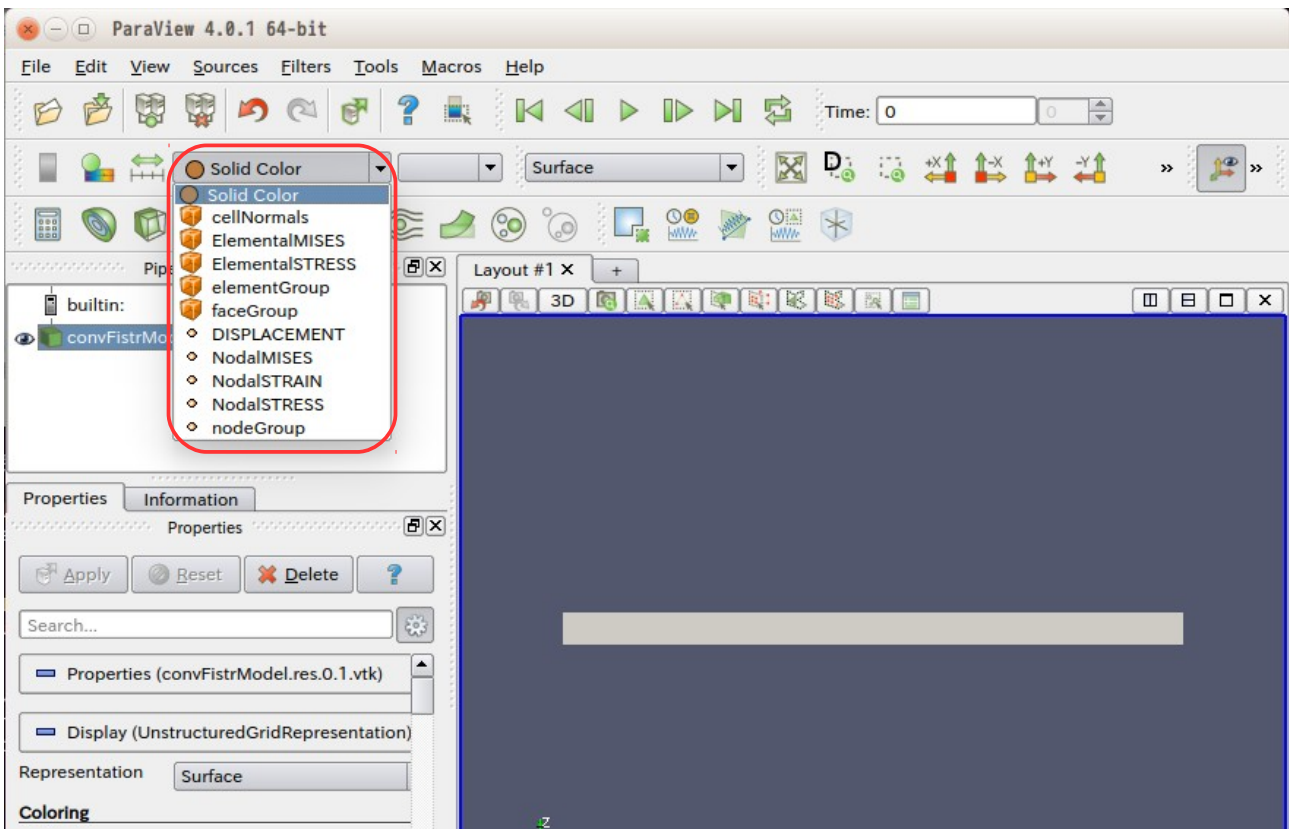 ParaView 4.0.1 64-bit
File Edit View Sources Filters Tools Macros Help
Time: 0 0
Solid Color Surface
+X -X +Y -Y » »
Solid Color
cellNormals
ElementalMISES
ElementalSTRESS
elementGroup
faceGroup
DISPLACEMENT
NodalMISES
NodalSTRAIN
NodalSTRESS
nodeGroup
Pip
builtin:
convFistrMo
Layout #1 X +
3D
Properties Information
Properties
Apply Reset Delete ?
Search...
Properties (convFistrModel.res.0.1.vtk)
Display (UnstructuredGridRepresentation)
Representation Surface
Coloring
Z